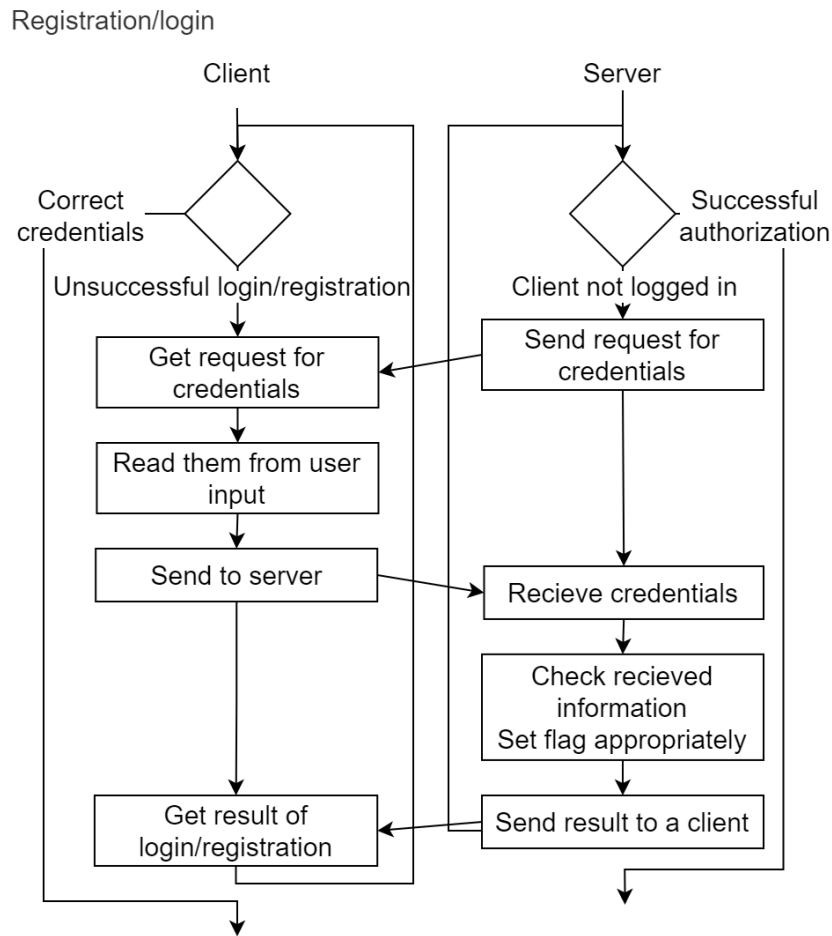 Registration/login
Client
Server
Correct
credentials
Successful
authorization
Unsuccessful login/registration
Client not logged in
Get request for
credentials
Send request for
credentials
Read them from user
input
Send to server
Recieve credentials
Check recieved
information
Set flag appropriately
Get result of
login/registration
Send result to a client